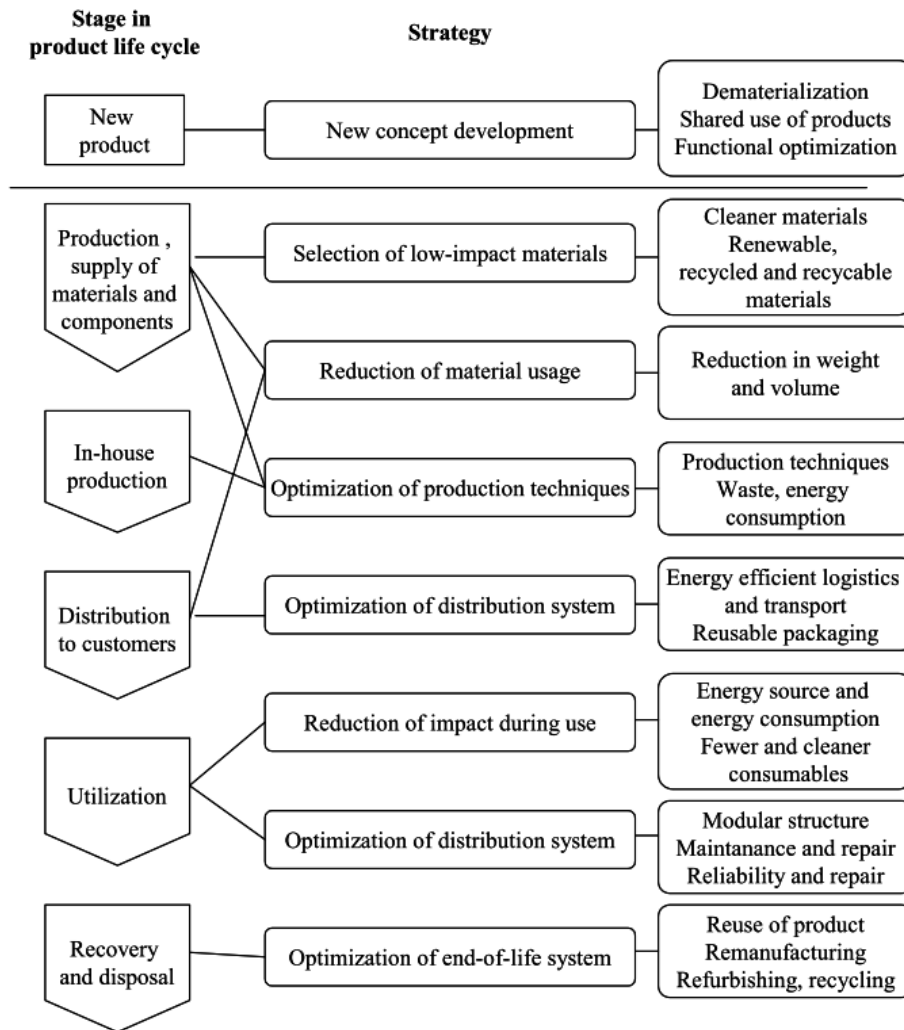 Stage in
product life cycle
Strategy
New
product
New concept development
Dematerialization
Shared use of products
Functional optimization
Production ,
supply of
materials and
components
Selection of low-impact materials
Cleaner materials
Renewable,
recycled and recycable
materials
Reduction of material usage
Reduction in weight
and volume
In-house
production
Optimization of production techniques
Production techniques
Waste, energy
consumption
Distribution
to customers
Optimization of distribution system
Energy efficient logistics
and transport
Reusable packaging
Utilization
Reduction of impact during use
Energy source and
energy consumption
Fewer and cleaner
consumables
Optimization of distribution system
Modular structure
Maintanance and repair
Reliability and repair
Recovery
and disposal
Optimization of end-of-life system
Reuse of product
Remanufacturing
Refurbishing, recycling